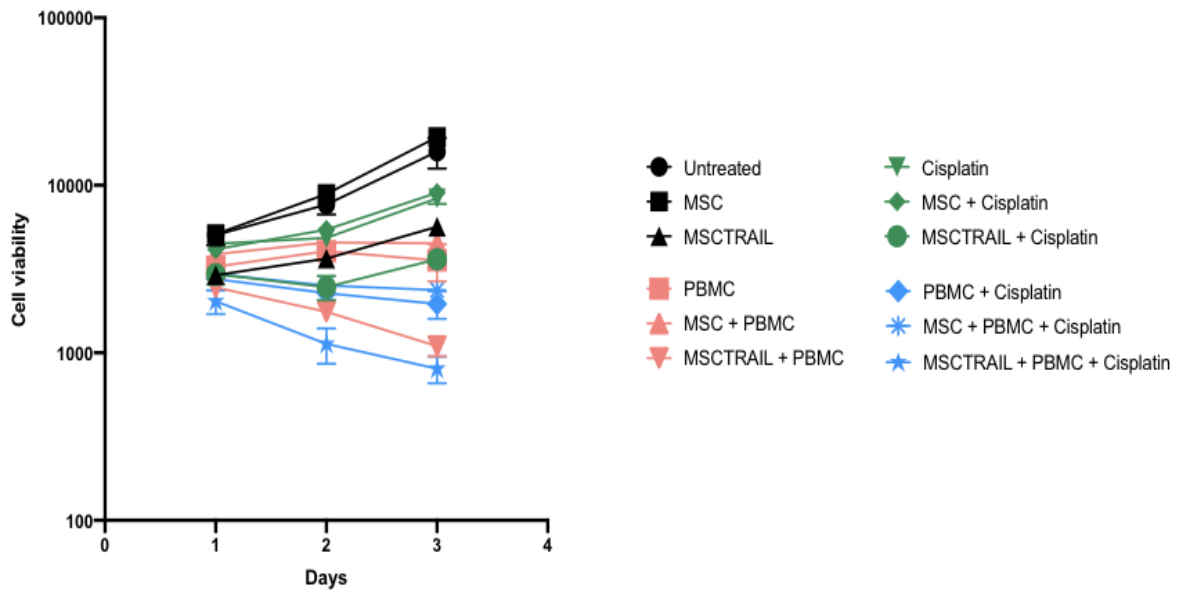 100000
10000
1000
100
0
1
2
3
4
Cell viability
Days
Untreated
MSC
MSCTRAIL
PBMC
MSC + PBMC
MSCTRAIL + PBMC
Cisplatin
MSC + Cisplatin
MSCTRAIL + Cisplatin
PBMC + Cisplatin
MSC + PBMC + Cisplatin
MSCTRAIL + PBMC + Cisplatin